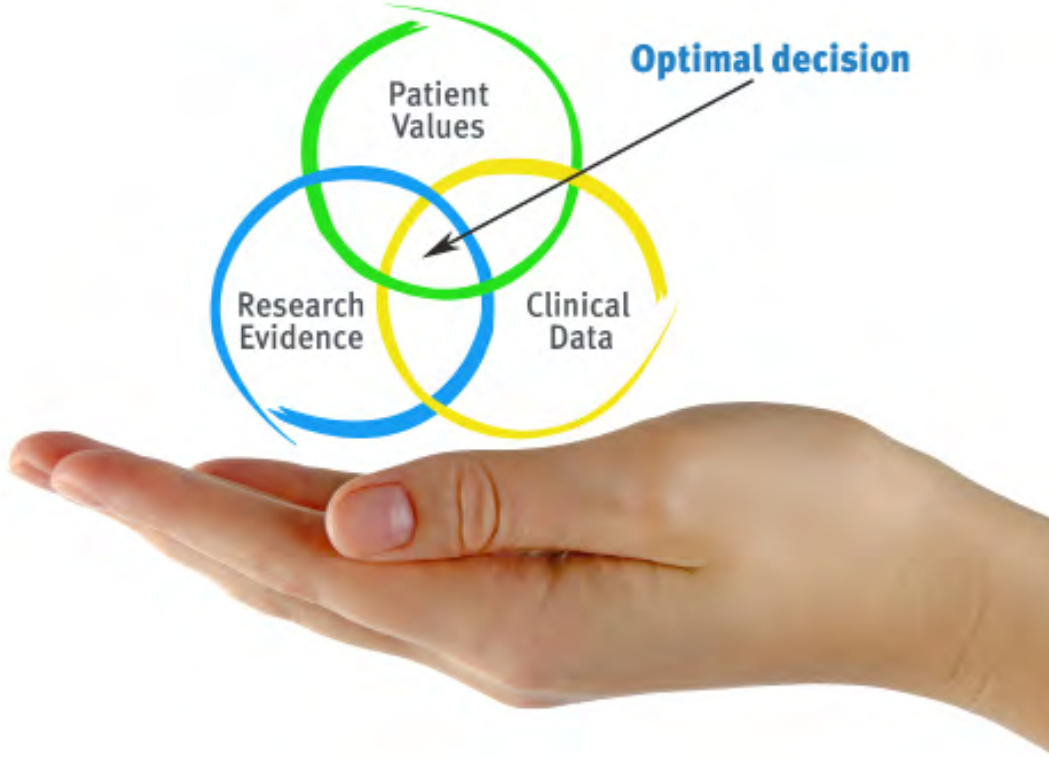 Optimal decision
Patient
Values
Research
Evidence
Clinical
Data